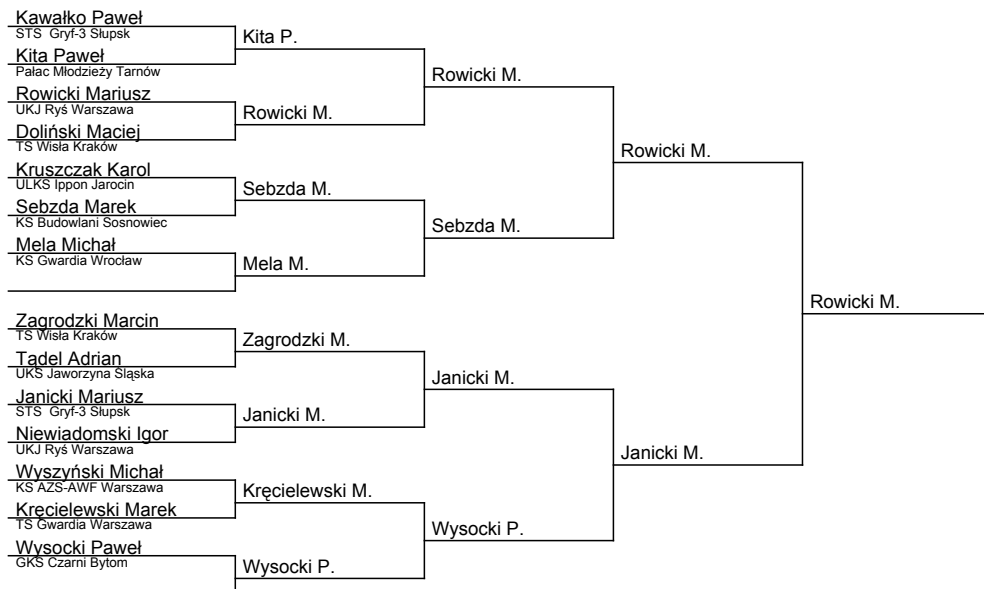 Kawałko Paweł
STS Gryf-3 Słupsk
Kita P.
Kita Paweł
Pałac Młodzieży Tarnów
Rowicki M.
Rowicki Mariusz
UKJ Ryś Warszawa
Rowicki M.
Doliński Maciej
TS Wisła Kraków
Rowicki M.
Kruszczak Karol
ULKS Ippon Jarocin
Sebzda M.
Sebzda Marek
KS Budowlani Sosnowiec
Sebzda M.
Mela Michał
KS Gwardia Wrocław
Mela M.
Rowicki M.
Zagrodzki Marcin
TS Wisła Kraków
Zagrodzki M.
Tądel Adrian
UKS Jaworzyna Śląska
Janicki M.
Janicki Mariusz
STS Gryf-3 Słupsk
Janicki M.
Niewiadomski Igor
UKJ Ryś Warszawa
Janicki M.
Wyszyński Michał
KS AZS-AWF Warszawa
Kręcielewski M.
Kręcielewski Marek
TS Gwardia Warszawa
Wysocki P.
Wysocki Paweł
GKS Czarni Bytom
Wysocki P.